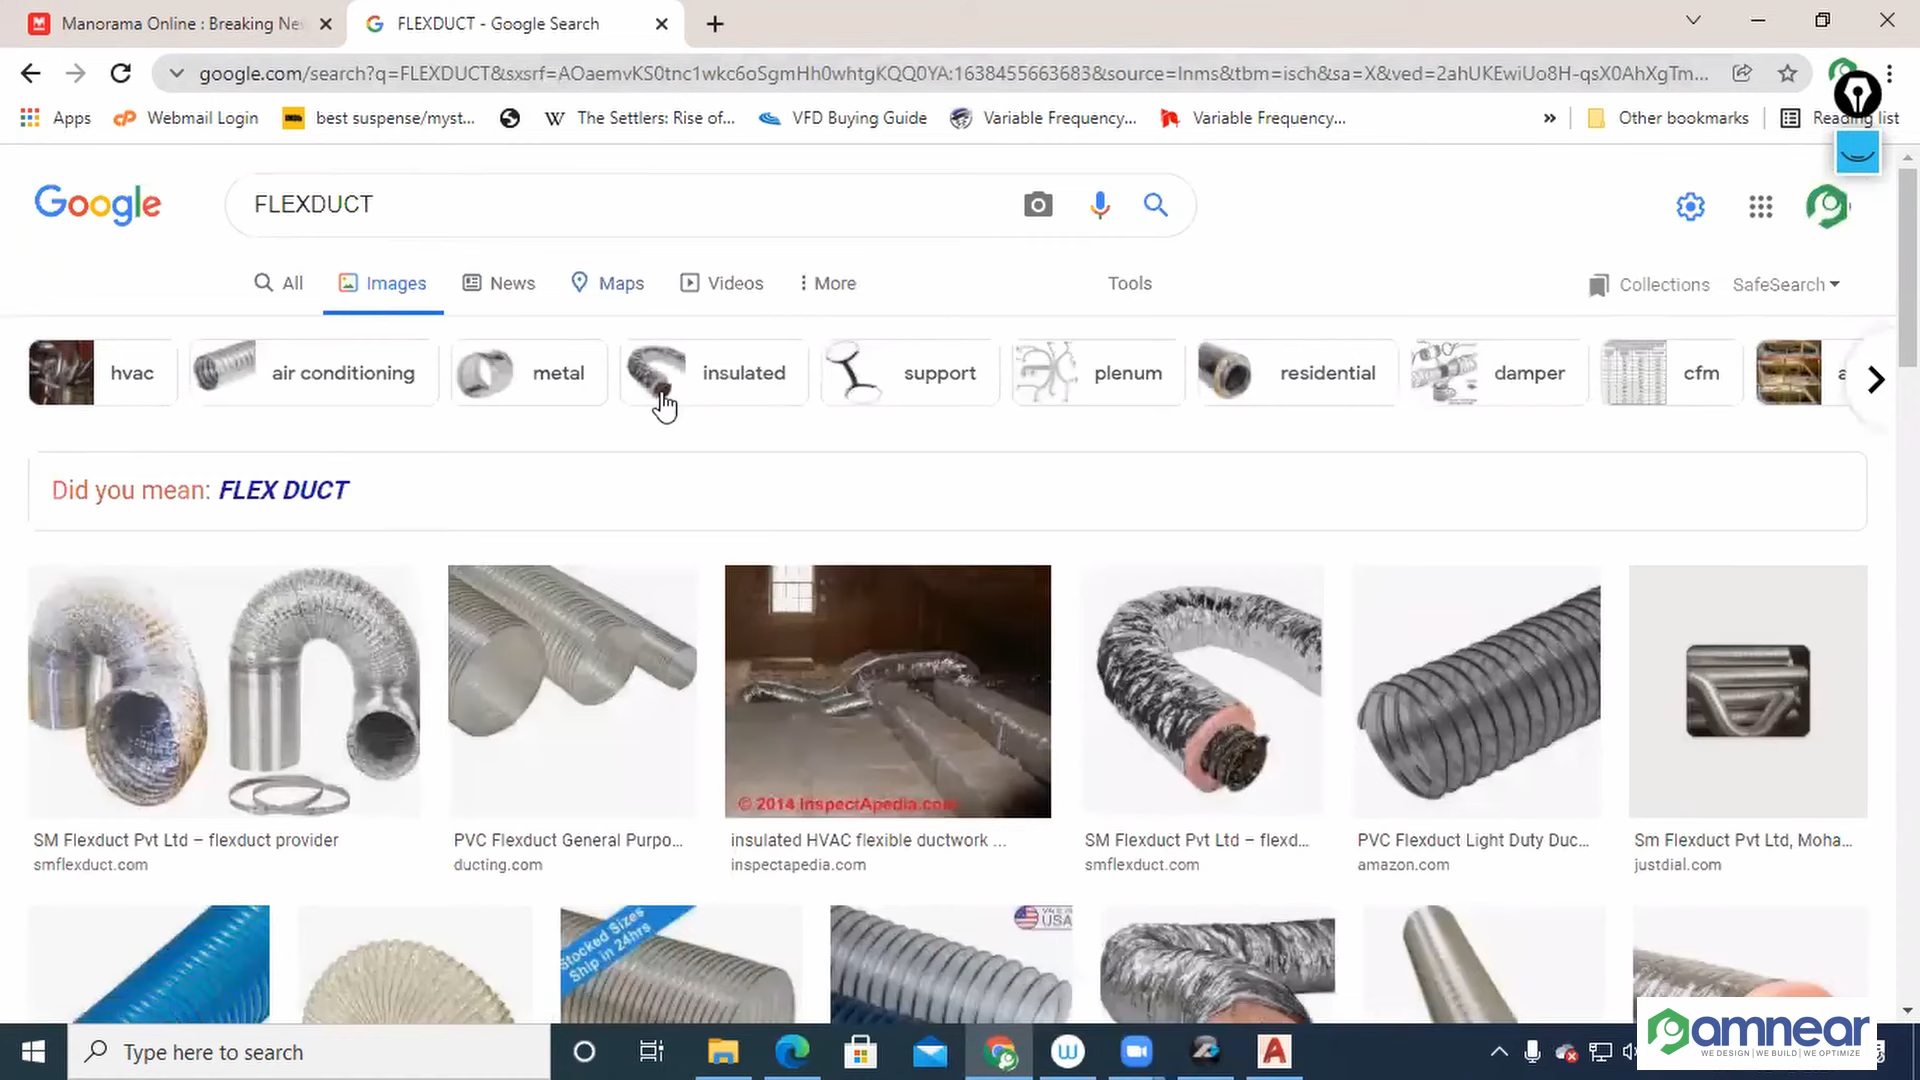 Manorama Online : Breaking Ne
FLEXDUCT - Google Search
google.com/search?q=FLEXDUCT&sxsrf=AOaemvKS0tnc1wkc6oSgmHh0whtgKQQ0YA:1638455663683&source=lnms&tbm=isch&sa=X&ved=2ahUKEwiUo8H-qsX0AhXgTm...
Apps
Webmail Login
best suspense/myst...
The Settlers: Rise of...
VFD Buying Guide
Variable Frequency...
Variable Frequency...
»
Other bookmarks
Reading list
Google
FLEXDUCT
All
Images
News
Maps
Videos
More
Tools
Collections
SafeSearch
hvac
air conditioning
metal
insulated
support
plenum
residential
damper
cfm
Did you mean: FLEX DUCT
© 2014 InspectApedia.com
SM Flexduct Pvt Ltd – flexduct provider
smflexduct.com
PVC Flexduct General Purpo...
ducting.com
insulated HVAC flexible ductwork ...
inspectapedia.com
SM Flexduct Pvt Ltd – flexd...
smflexduct.com
PVC Flexduct Light Duty Duc...
amazon.com
Sm Flexduct Pvt Ltd, Moha...
justdial.com
Stocked Sizes
Ship in 24hrs
USA
Type here to search
amnear
WE DESIGN | WE BUILD | WE OPTIMIZE